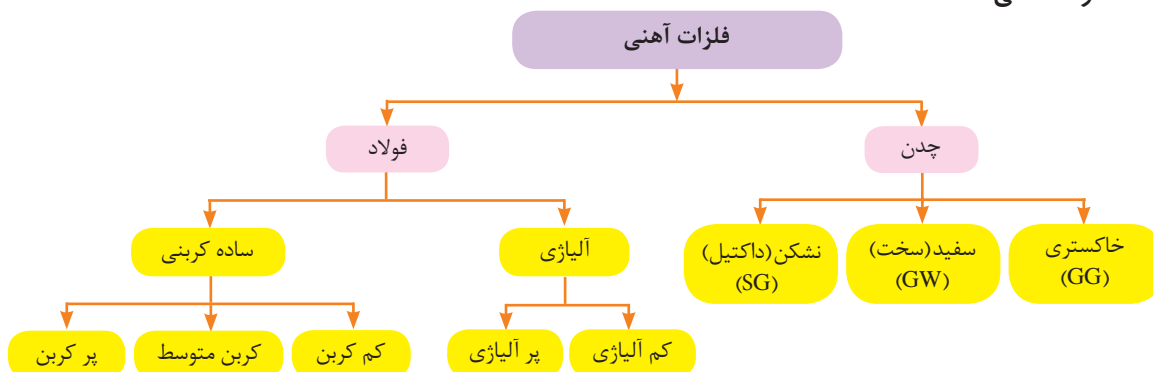 فلزات آهنی
چدن
فولاد
خاکستری
(GG)
سفید(سخت)
(GW)
نشکن(داکتیل)
(SG)
آلیاژی
ساده کربنی
کم آلیاژی
پر آلیاژی
کم کربن
کربن متوسط
پر کربن